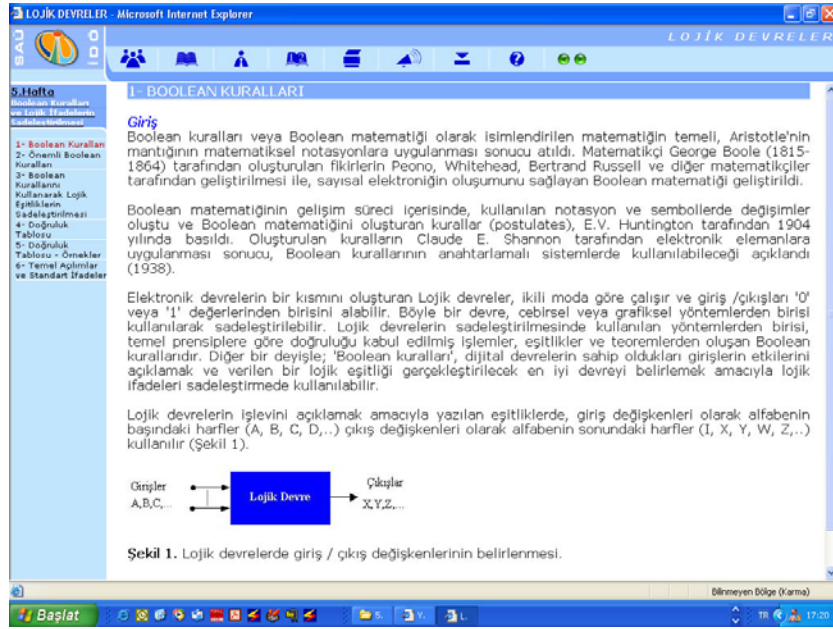 LOJİK DEVRELER - Microsoft Internet Explorer
SAU
IDO
LOJİK DEVRELER
5.Hafta
Boolean Kuralları
ve Lojik İfadelerin
Sadeleştirilmesi
1- Boolean Kuralları
2- Önemli Boolean
Kuralları
3- Boolean
Kurallarını
Kullanarak Lojik
Eşitliklerin
Sadeleştirilmesi
4- Doğruluk
Tablosu
5- Doğruluk
Tablosu - Örnekler
6- Temel Açılımlar
ve Standart İfadeler
1- BOOLEAN KURALLARI
Giriş
Boolean kuralları veya Boolean matematiği olarak isimlendirilen matematiğin temeli, Aristotle'nin
mantığının matematiksel notasyonlara uygulanması sonucu atıldı. Matematikçi George Boole (1815-
1864) tarafından oluşturulan fikirlerin Peono, Whitehead, Bertrand Russell ve diğer matematikçiler
tarafından geliştirilmesi ile, sayısal elektroniğin oluşumunu sağlayan Boolean matematiği geliştirildi.
Boolean matematiğinin gelişim süreci içerisinde, kullanılan notasyon ve sembollerde değişimler
oluştu ve Boolean matematiğini oluşturan kurallar (postulates), E.V. Huntington tarafından 1904
yılında basıldı. Oluşturulan kuralların Claude E. Shannon tarafından elektronik elemanlara
uygulanması sonucu, Boolean kurallarının anahtarlamalı sistemlerde kullanılabileceği açıklandı
(1938).
Elektronik devrelerin bir kısmını oluşturan Lojik devreler, ikili moda göre çalışır ve giriş /çıkışları '0'
veya '1' değerlerinden birisini alabilir. Böyle bir devre, cebirsel veya grafiksel yöntemlerden birisi
kullanılarak sadeleştirilebilir. Lojik devrelerin sadeleştirilmesinde kullanılan yöntemlerden birisi,
temel prensiplere göre doğruluğu kabul edilmiş işlemler, eşitlikler ve teoremlerden oluşan Boolean
kurallarıdır. Diğer bir deyişle; 'Boolean kuralları', dijital devrelerin sahip oldukları girişlerin etkilerini
açıklamak ve verilen bir lojik eşitliği gerçekleştirilecek en iyi devreyi belirlemek amacıyla lojik
ifadeleri sadeleştirmede kullanılabilir.
Lojik devrelerin işlevini açıklamak amacıyla yazılan eşitliklerde, giriş değişkenleri olarak alfabenin
başındaki harfler (A, B, C, D,..) çıkış değişkenleri olarak alfabenin sonundaki harfler (I, X, Y, W, Z,..)
kullanılır (Şekil 1).
Girişler
A,B,C,...
Lojik Devre
Çıkışlar
X,Y,Z,...
Şekil 1. Lojik devrelerde giriş / çıkış değişkenlerinin belirlenmesi.
Bilinmeyen Bölge (Karma)
Başlat
5.
Y.
L.
TR
17:20